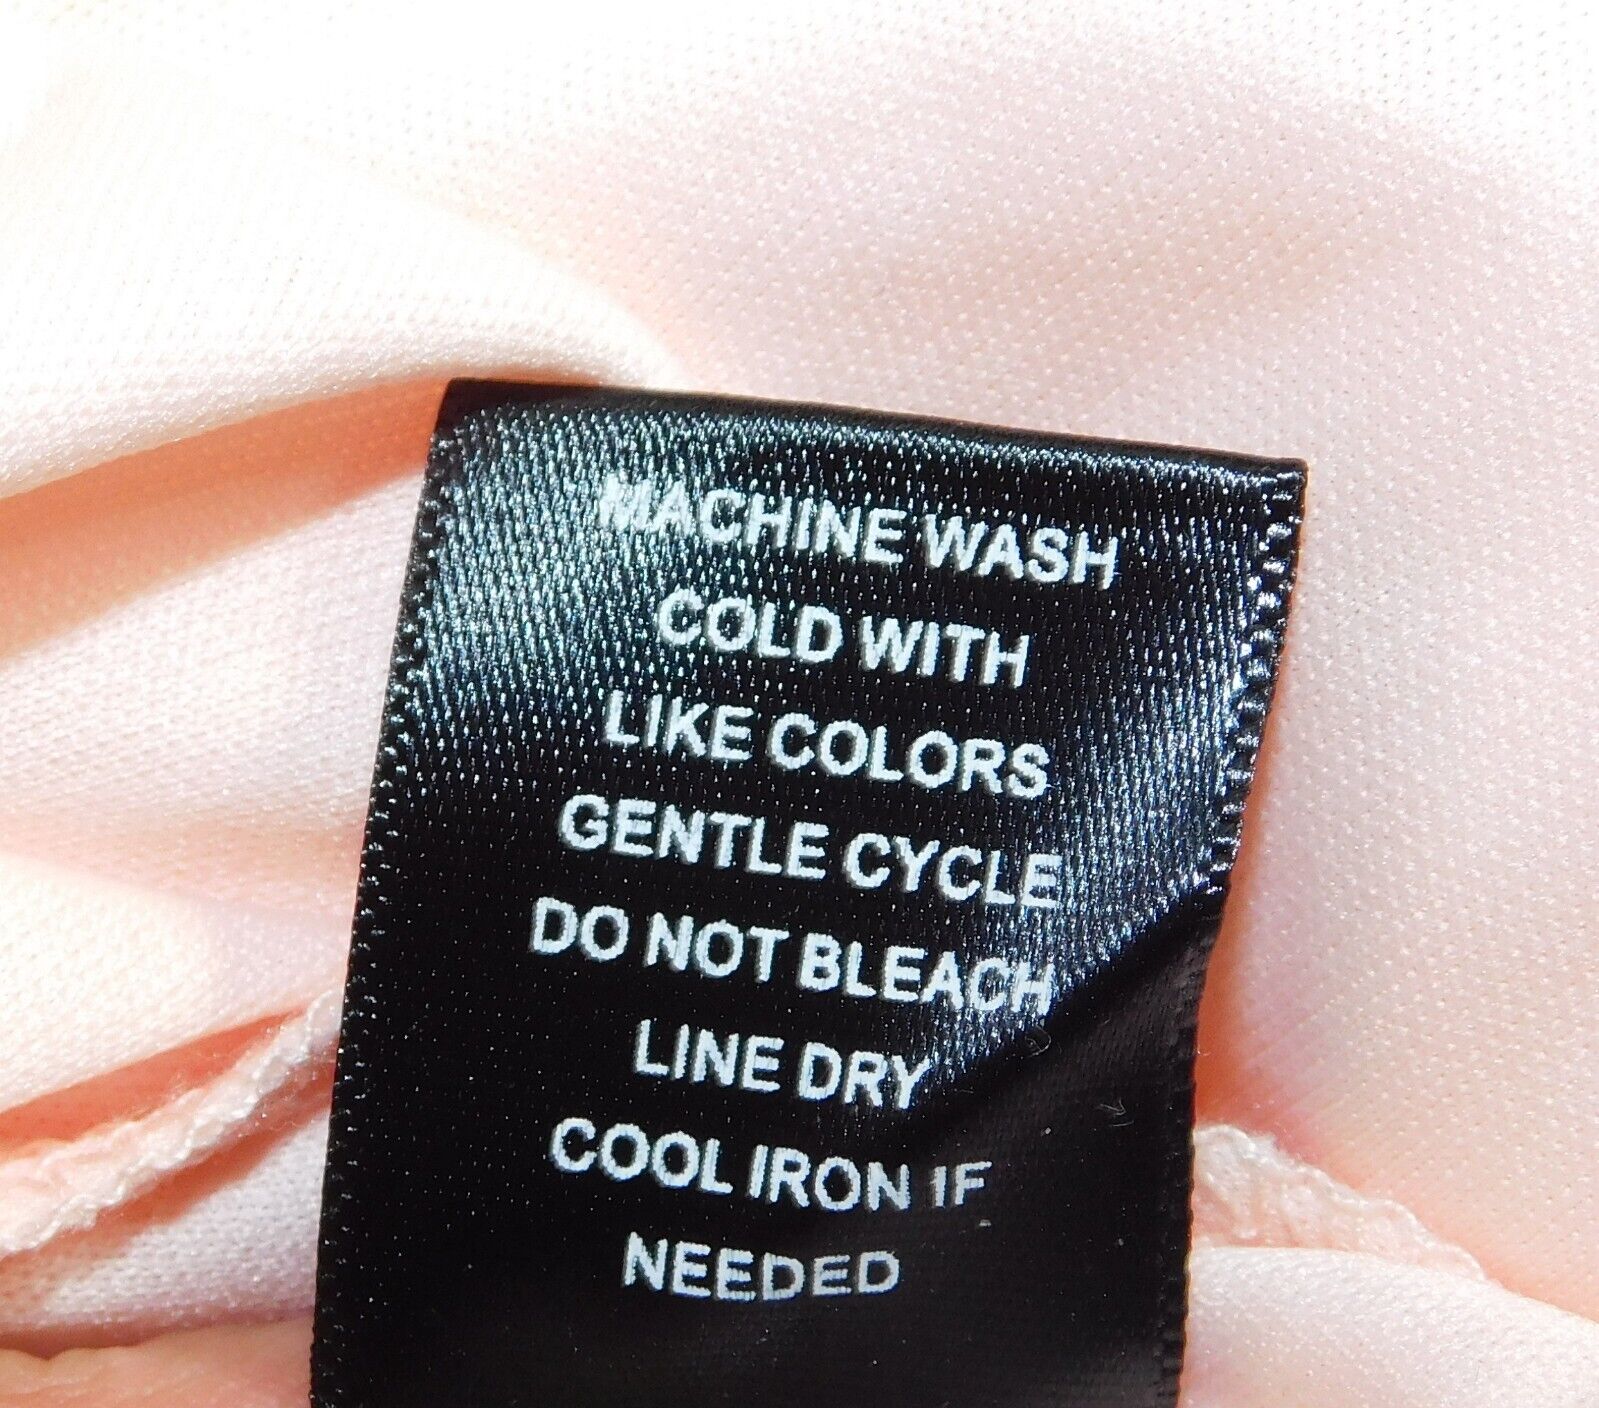 MACHINE WASH
COLD WITH
LIKE COLORS
GENTLE CYCLE
DO NOT BLEACH
LINE DRY
COOL IRON IF
NEEDED